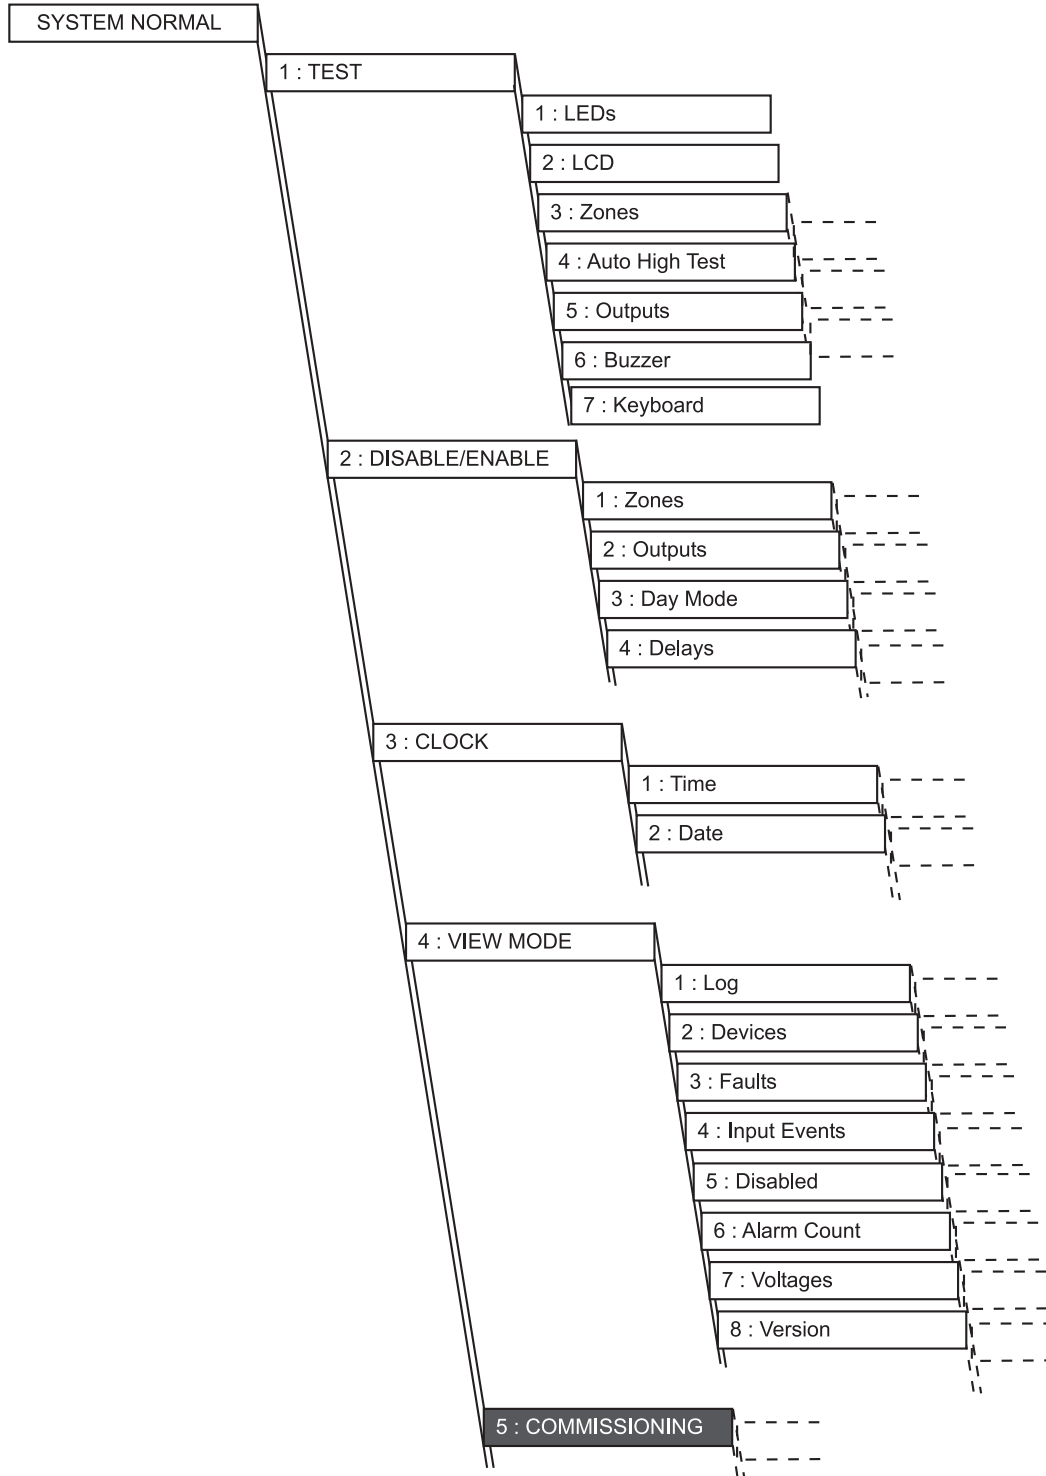 SYSTEM NORMAL
1 : TEST
1 : LEDs
2 : LCD
3 : Zones
4 : Auto High Test
5 : Outputs
6 : Buzzer
7 : Keyboard
2 : DISABLE/ENABLE
1 : Zones
2 : Outputs
3 : Day Mode
4 : Delays
3 : CLOCK
1 : Time
2 : Date
4 : VIEW MODE
1 : Log
2 : Devices
3 : Faults
4 : Input Events
5 : Disabled
6 : Alarm Count
7 : Voltages
8 : Version
5 : COMMISSIONING